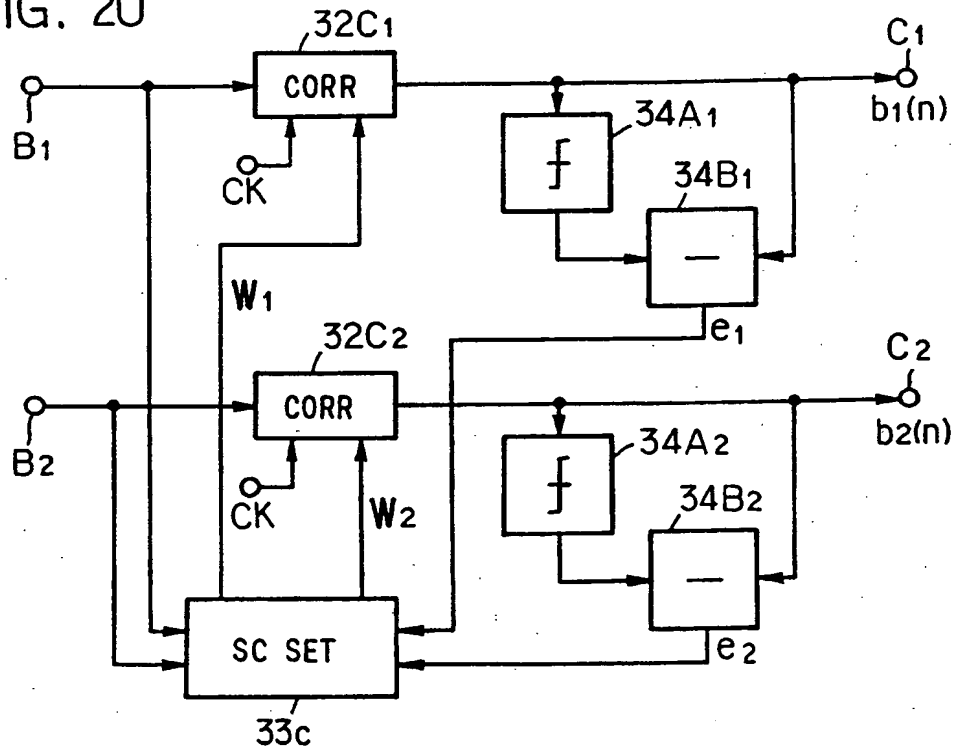 FIG. 20
32C1
C1
CORR
B1
b1(n)
34A1
CK
34B1
W1
e1
32C2
C2
CORR
B2
b2(n)
34A2
CK
W2
34B2
SC SET
e2
33c